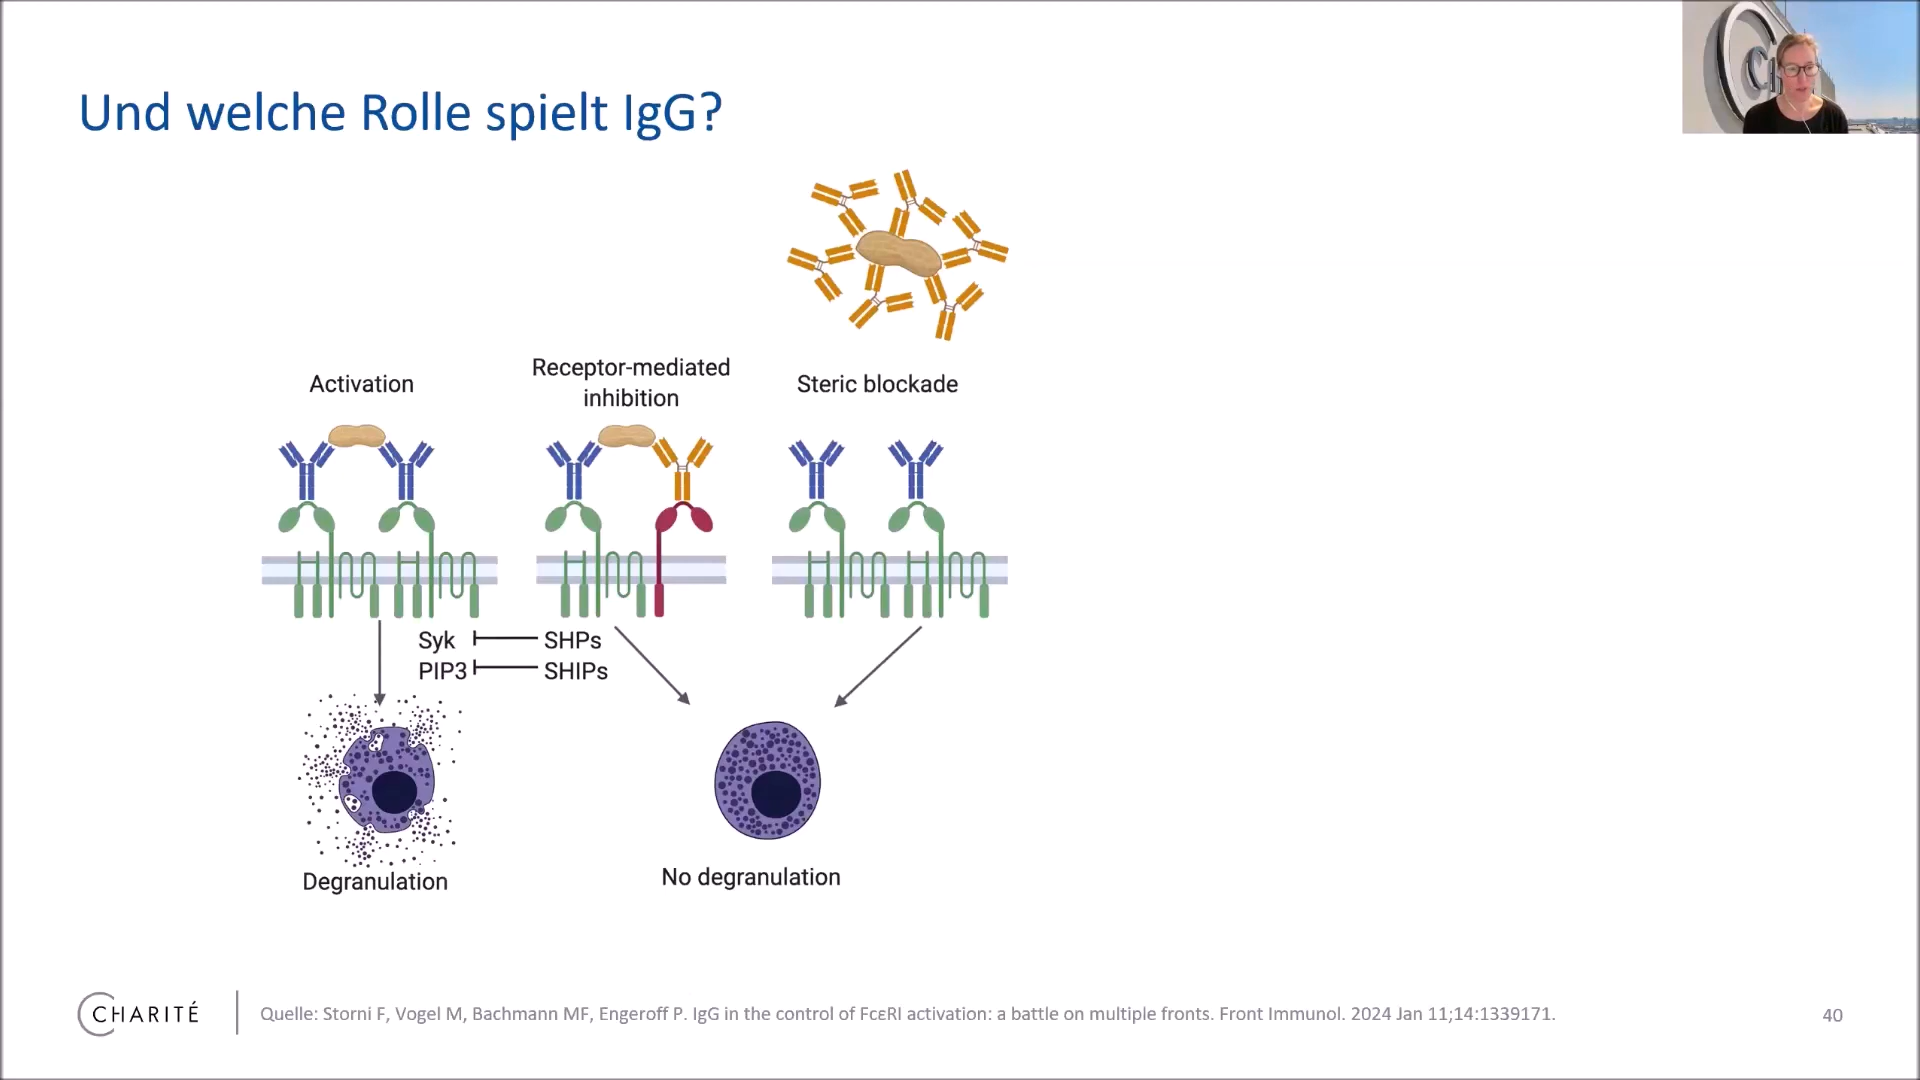 Und welche Rolle spielt IgG?
Activation
Receptor-mediated
inhibition
Steric blockade
Syk
SHPs
PIP3
SHIPs
Degranulation
No degranulation
CHARITÉ
Quelle: Storni F, Vogel M, Bachmann MF, Engeroff P. IgG in the control of FcεRI activation: a battle on multiple fronts. Front Immunol. 2024 Jan 11;14:1339171.
40